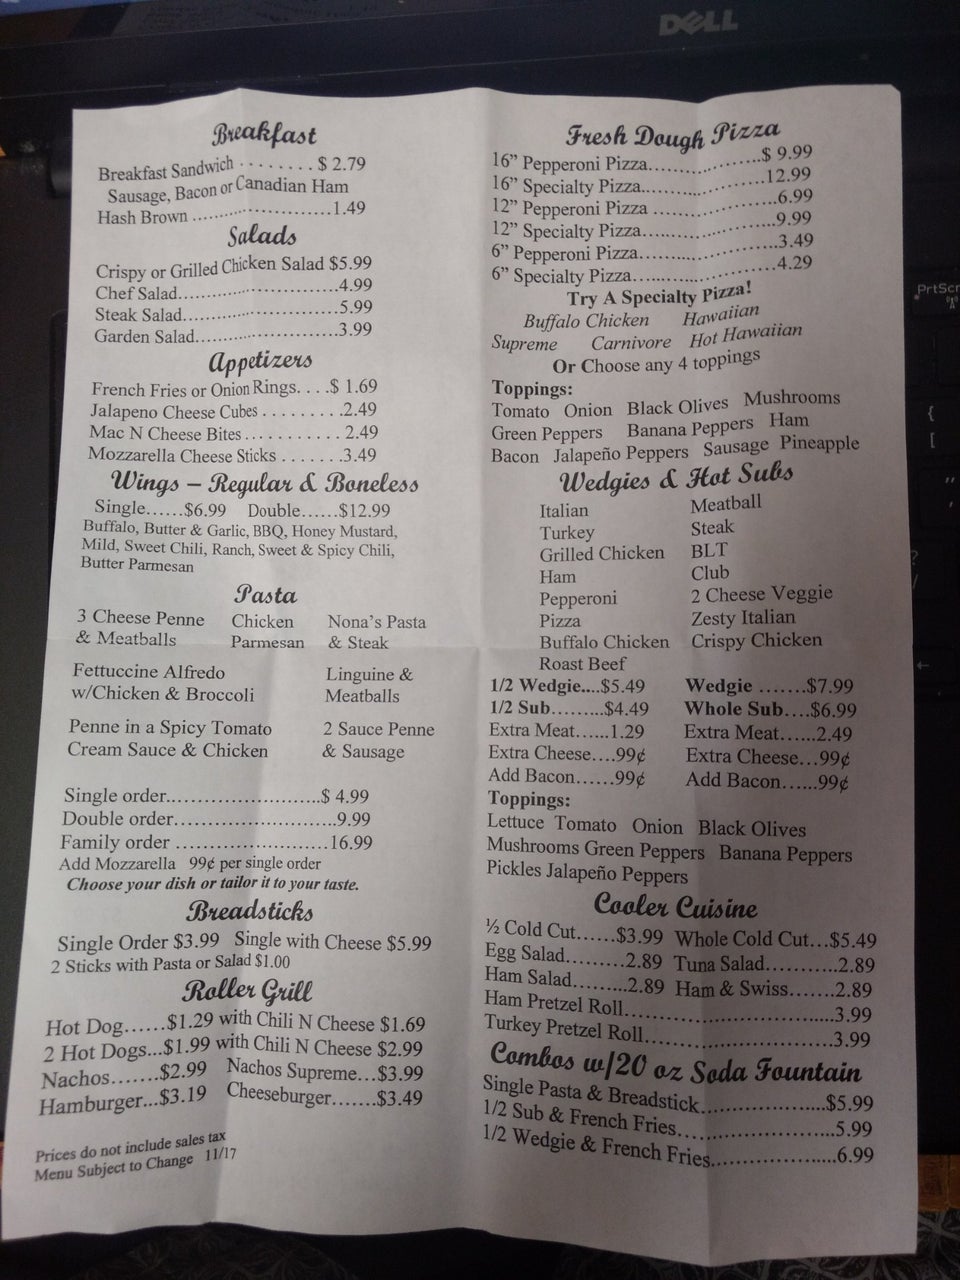 DELL
PrtScr
Breakfast
Breakfast Sandwich ........ $ 2.79
Sausage, Bacon or Canadian Ham
Hash Brown ........................1.49
Salads
Crispy or Grilled Chicken Salad $5.99
Chef Salad............................4.99
Steak Salad...........................5.99
Garden Salad.........................3.99
Appetizers
French Fries or Onion Rings. . . .$ 1.69
Jalapeno Cheese Cubes . . . . . . . . .2.49
Mac N Cheese Bites . . . . . . . . . . . 2.49
Mozzarella Cheese Sticks . . . . . . .3.49
Wings – Regular & Boneless
Single......$6.99 Double......$12.99
Buffalo, Butter & Garlic, BBQ, Honey Mustard,
Mild, Sweet Chili, Ranch, Sweet & Spicy Chili,
Butter Parmesan
Pasta
3 Cheese Penne Chicken Nona's Pasta
& Meatballs Parmesan & Steak
Fettuccine Alfredo Linguine &
w/Chicken & Broccoli Meatballs
Penne in a Spicy Tomato 2 Sauce Penne
Cream Sauce & Chicken & Sausage
Single order..........................$ 4.99
Double order............................9.99
Family order ..........................16.99
Add Mozzarella 99¢ per single order
Choose your dish or tailor it to your taste.
Breadsticks
Single Order $3.99 Single with Cheese $5.99
2 Sticks with Pasta or Salad $1.00
Roller Grill
Hot Dog......$1.29 with Chili N Cheese $1.69
2 Hot Dogs...$1.99 with Chili N Cheese $2.99
Nachos.......$2.99 Nachos Supreme...$3.99
Hamburger...$3.19 Cheeseburger.......$3.49
Prices do not include sales tax
Menu Subject to Change 11/17
Fresh Dough Pizza
16” Pepperoni Pizza...................$ 9.99
16” Specialty Pizza.....................12.99
12” Pepperoni Pizza .....................6.99
12” Specialty Pizza.......................9.99
6” Pepperoni Pizza........................3.49
6” Specialty Pizza.........................4.29
Try A Specialty Pizza!
Buffalo Chicken Hawaiian
Supreme Carnivore Hot Hawaiian
Or Choose any 4 toppings
Toppings:
Tomato Onion Black Olives Mushrooms
Green Peppers Banana Peppers Ham
Bacon Jalapeño Peppers Sausage Pineapple
Wedgies & Hot Subs
Italian Meatball
Turkey Steak
Grilled Chicken BLT
Ham Club
Pepperoni 2 Cheese Veggie
Pizza Zesty Italian
Buffalo Chicken Crispy Chicken
Roast Beef
1/2 Wedgie....$5.49 Wedgie .......$7.99
1/2 Sub.........$4.49 Whole Sub....$6.99
Extra Meat......1.29 Extra Meat......2.49
Extra Cheese....99¢ Extra Cheese...99¢
Add Bacon......99¢ Add Bacon......99¢
Toppings:
Lettuce Tomato Onion Black Olives
Mushrooms Green Peppers Banana Peppers
Pickles Jalapeño Peppers
Cooler Cuisine
½ Cold Cut......$3.99 Whole Cold Cut...$5.49
Egg Salad.........2.89 Tuna Salad...........2.89
Ham Salad........2.89 Ham & Swiss.......2.89
Ham Pretzel Roll...................................3.99
Turkey Pretzel Roll................................3.99
Combos w/20 oz Soda Fountain
Single Pasta & Breadstick....................$5.99
1/2 Sub & French Fries..........................5.99
1/2 Wedgie & French Fries.....................6.99